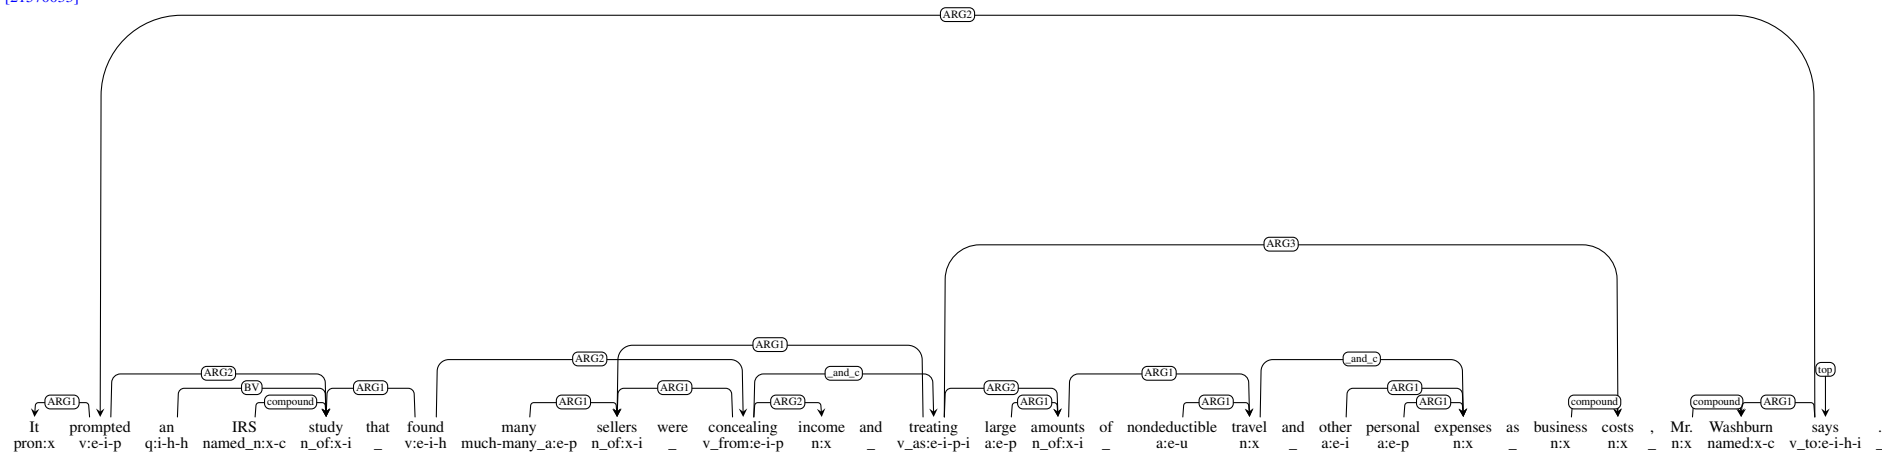 ARG2
ARG3
ARG1
ARG2 _and_c top
ARG2 _and_c ARG1
BV ARG1 ARG1 ARG2 ARG1
ARG1 compound ARG1 ARG2 ARG1 ARG1 ARG1 compound compound ARG1
It prompted an IRS study that found many sellers were concealing income and treating large amounts of nondeductible travel and other personal expenses as business costs , Mr. Washburn says .
pron:x v:e-i-p q:i-h-h named_n:x-c n_of:x-i _ v:e-i-h much-many_a:e-p n_of:x-i _ v_from:e-i-p n:x _ v_as:e-i-p-i a:e-p n_of:x-i _ a:e-u n:x _ a:e-i a:e-p n:x _ n:x n:x _ n:x named:x-c v_to:e-i-h-i _